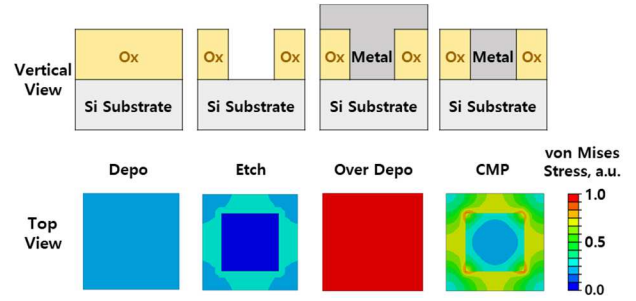 Vertical
View
Ox
Si Substrate
Ox
Ox
Si Substrate
Ox
Metal
Ox
Si Substrate
Ox
Metal
Ox
Si Substrate
Depo
Etch
Over Depo
CMP
von Mises
Stress, a.u.
Top
View
1.0
0.5
0.0